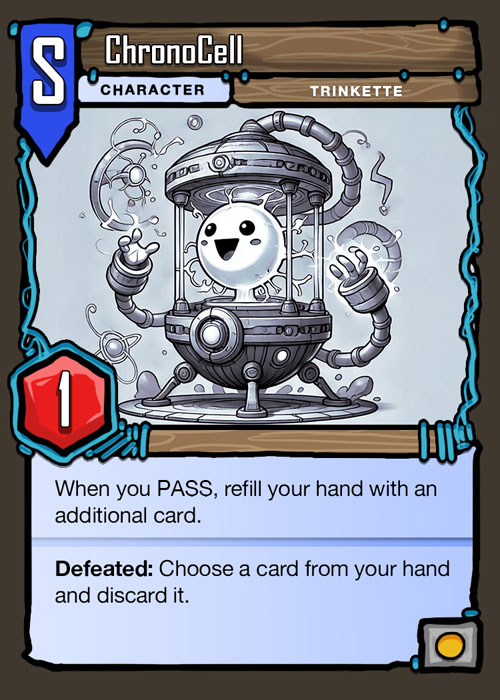 S
ChronoCell
CHARACTER
TRINKETTE
1
When you PASS, refill your hand with an
additional card.
Defeated: Choose a card from your hand
and discard it.